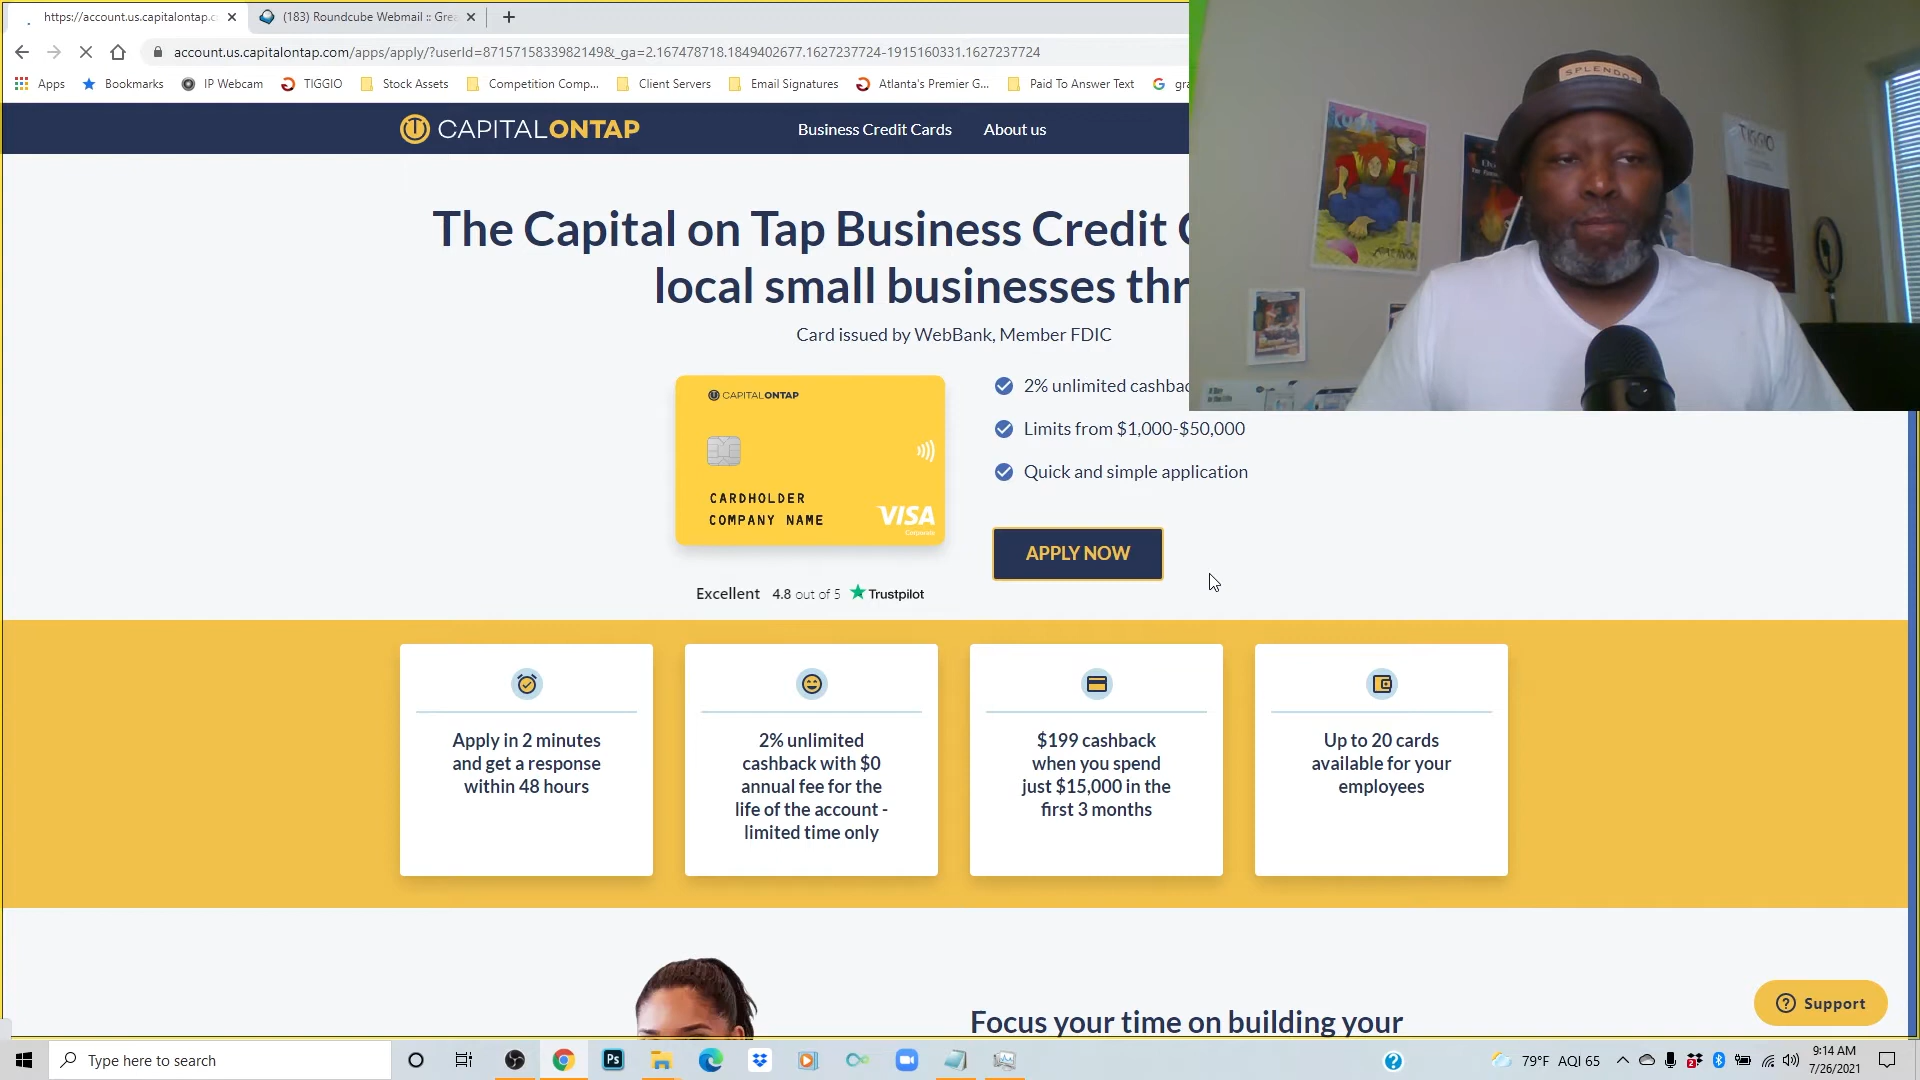 https://account.us.capitalontap.c
(183) Roundcube Webmail :: Grea
account.us.capitalontap.com/apps/apply/?userId=8715715833982149&_ga=2.167478718.1849402677.1627237724-1915160331.1627237724
Apps
Bookmarks
IP Webcam
TIGGIO
Stock Assets
Competition Comp...
Client Servers
Email Signatures
Atlanta's Premier G...
Paid To Answer Text
gra
CAPITALONTAP
Business Credit Cards
About us
SPLENDOR
TIGGIO
The Capital on Tap Business Credit
local small businesses thr
Card issued by WebBank, Member FDIC
CAPITALONTAP
CARDHOLDER
COMPANY NAME
VISA
Corporate
2% unlimited cashbac
Limits from $1,000-$50,000
Quick and simple application
APPLY NOW
Excellent 4.8 out of 5 Trustpilot
Apply in 2 minutes
and get a response
within 48 hours
2% unlimited
cashback with $0
annual fee for the
life of the account -
limited time only
$199 cashback
when you spend
just $15,000 in the
first 3 months
Up to 20 cards
available for your
employees
Focus your time on building your
Support
Type here to search
Ps
79°F AQI 65
9:14 AM
7/26/2021